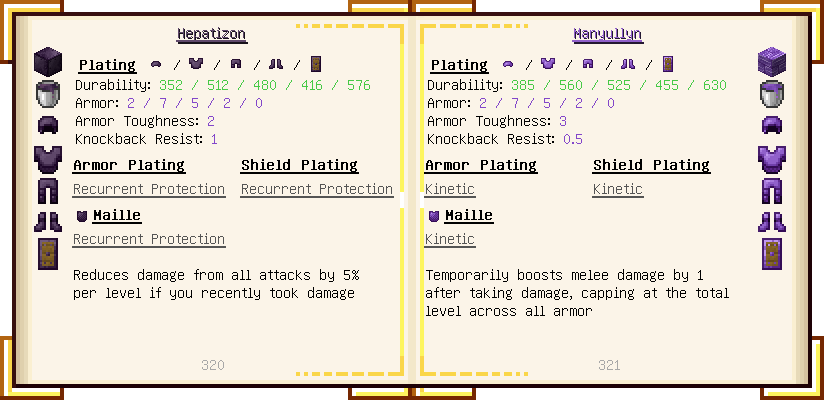 Hepatizon
Plating / / / /
Durability: 352 / 512 / 480 / 416 / 576
Armor: 2 / 7 / 5 / 2 / 0
Armor Toughness: 2
Knockback Resist: 1
Armor Plating Shield Plating
Recurrent Protection Recurrent Protection
Maille
Recurrent Protection
Reduces damage from all attacks by 5%
per level if you recently took damage
320
Manyullyn
Plating / / / /
Durability: 385 / 560 / 525 / 455 / 630
Armor: 2 / 7 / 5 / 2 / 0
Armor Toughness: 3
Knockback Resist: 0.5
Armor Plating Shield Plating
Kinetic Kinetic
Maille
Kinetic
Temporarily boosts melee damage by 1
after taking damage, capping at the total
level across all armor
321